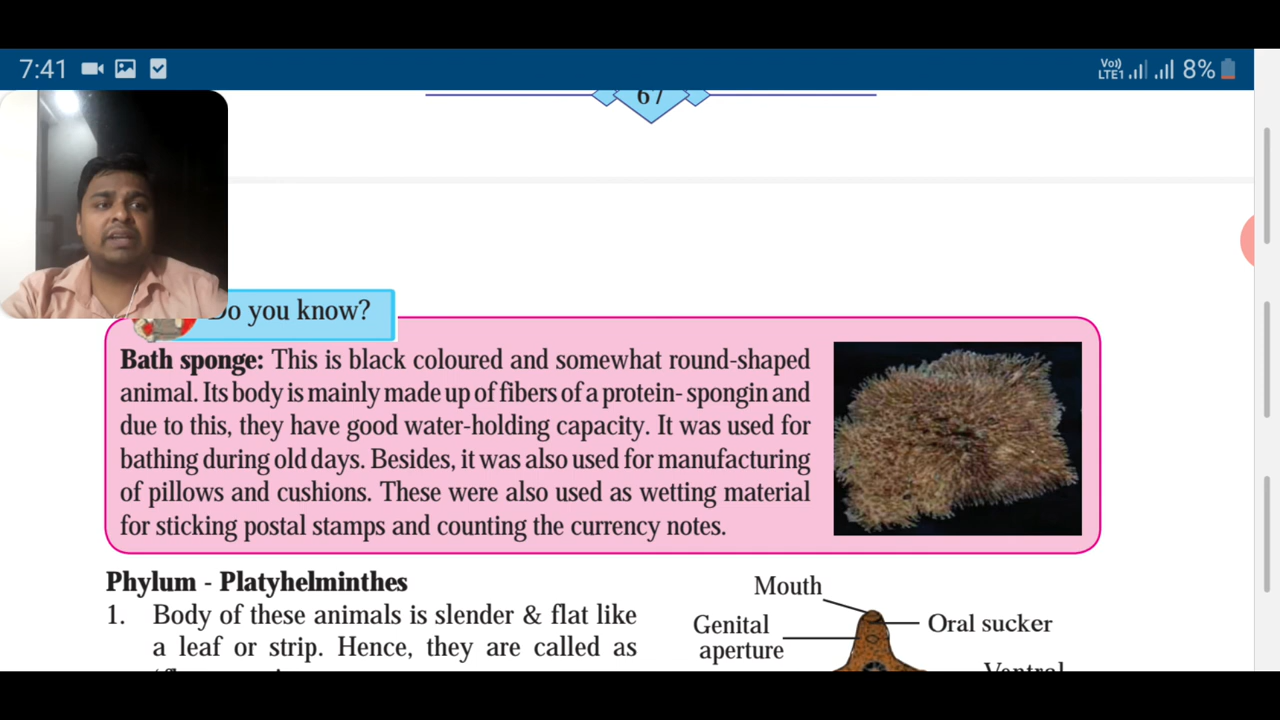 7:41
Vo))
LTE1
8%
67
Do you know?
Bath sponge: This is black coloured and somewhat round-shaped
animal. Its body is mainly made up of fibers of a protein- spongin and
due to this, they have good water-holding capacity. It was used for
bathing during old days. Besides, it was also used for manufacturing
of pillows and cushions. These were also used as wetting material
for sticking postal stamps and counting the currency notes.
Phylum - Platyhelminthes
1. Body of these animals is slender & flat like
a leaf or strip. Hence, they are called as
Mouth
Genital
aperture
Oral sucker
Ventral